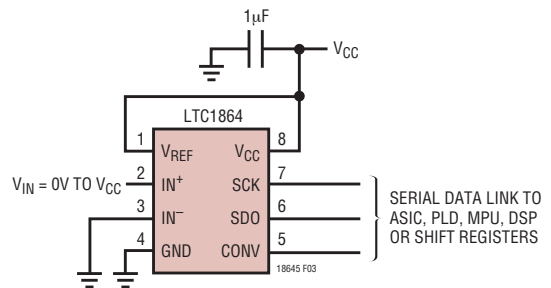 1µF
VCC
LTC1864
1
VREF
VCC
8
VIN = 0V TO VCC
2
IN+
SCK
7
3
IN−
SDO
6
4
GND
CONV
5
SERIAL DATA LINK TO
ASIC, PLD, MPU, DSP
OR SHIFT REGISTERS
18645 F03